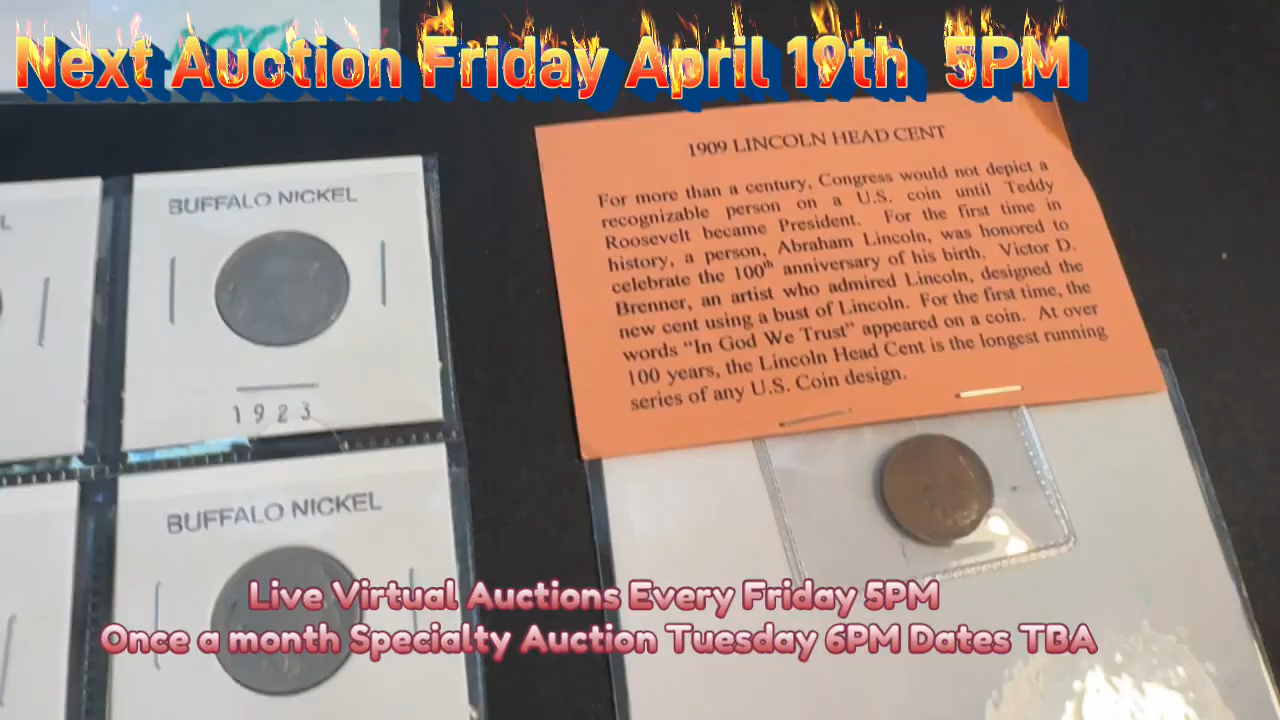 Next Auction Friday April 19th 5PM
BUFFALO NICKEL
1923
BUFFALO NICKEL
1909 LINCOLN HEAD CENT
For more than a century, Congress would not depict a
recognizable person on a U.S. coin until Teddy
Roosevelt became President. For the first time in
history, a person, Abraham Lincoln, was honored to
celebrate the 100th anniversary of his birth. Victor D.
Brenner, an artist who admired Lincoln, designed the
new cent using a bust of Lincoln. For the first time, the
words "In God We Trust" appeared on a coin. At over
100 years, the Lincoln Head Cent is the longest running
series of any U.S. Coin design.
Live Virtual Auctions Every Friday 5PM
Once a month Specialty Auction Tuesday 6PM Dates TBA